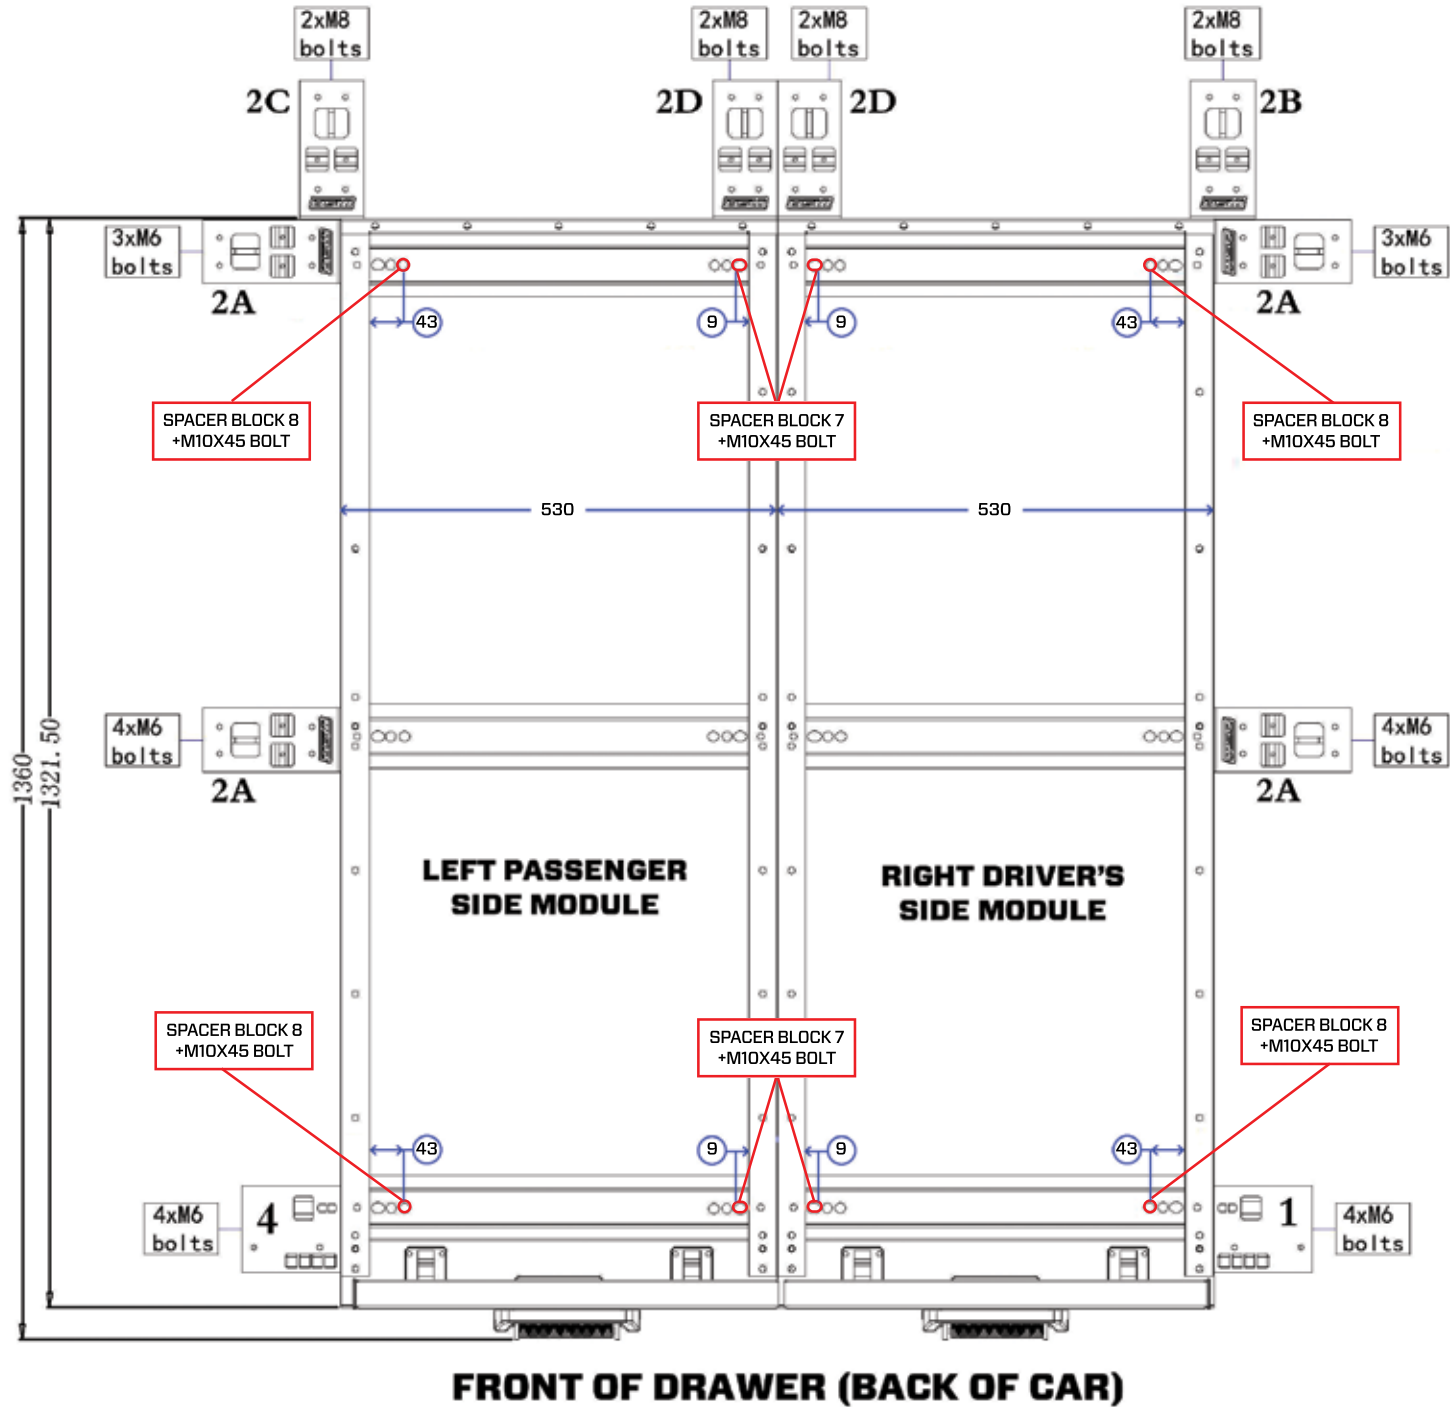 2xM8
bolts
2xM8
bolts
2xM8
bolts
2xM8
bolts
2C
2D
2D
2B
3xM6
bolts
3xM6
bolts
2A
2A
43
9
9
43
SPACER BLOCK 8
+M10X45 BOLT
SPACER BLOCK 7
+M10X45 BOLT
SPACER BLOCK 8
+M10X45 BOLT
530
530
4xM6
bolts
4xM6
bolts
1360
1321.50
2A
2A
LEFT PASSENGER
SIDE MODULE
RIGHT DRIVER'S
SIDE MODULE
SPACER BLOCK 8
+M10X45 BOLT
SPACER BLOCK 7
+M10X45 BOLT
SPACER BLOCK 8
+M10X45 BOLT
43
9
9
43
4xM6
bolts
4
1
4xM6
bolts
FRONT OF DRAWER (BACK OF CAR)